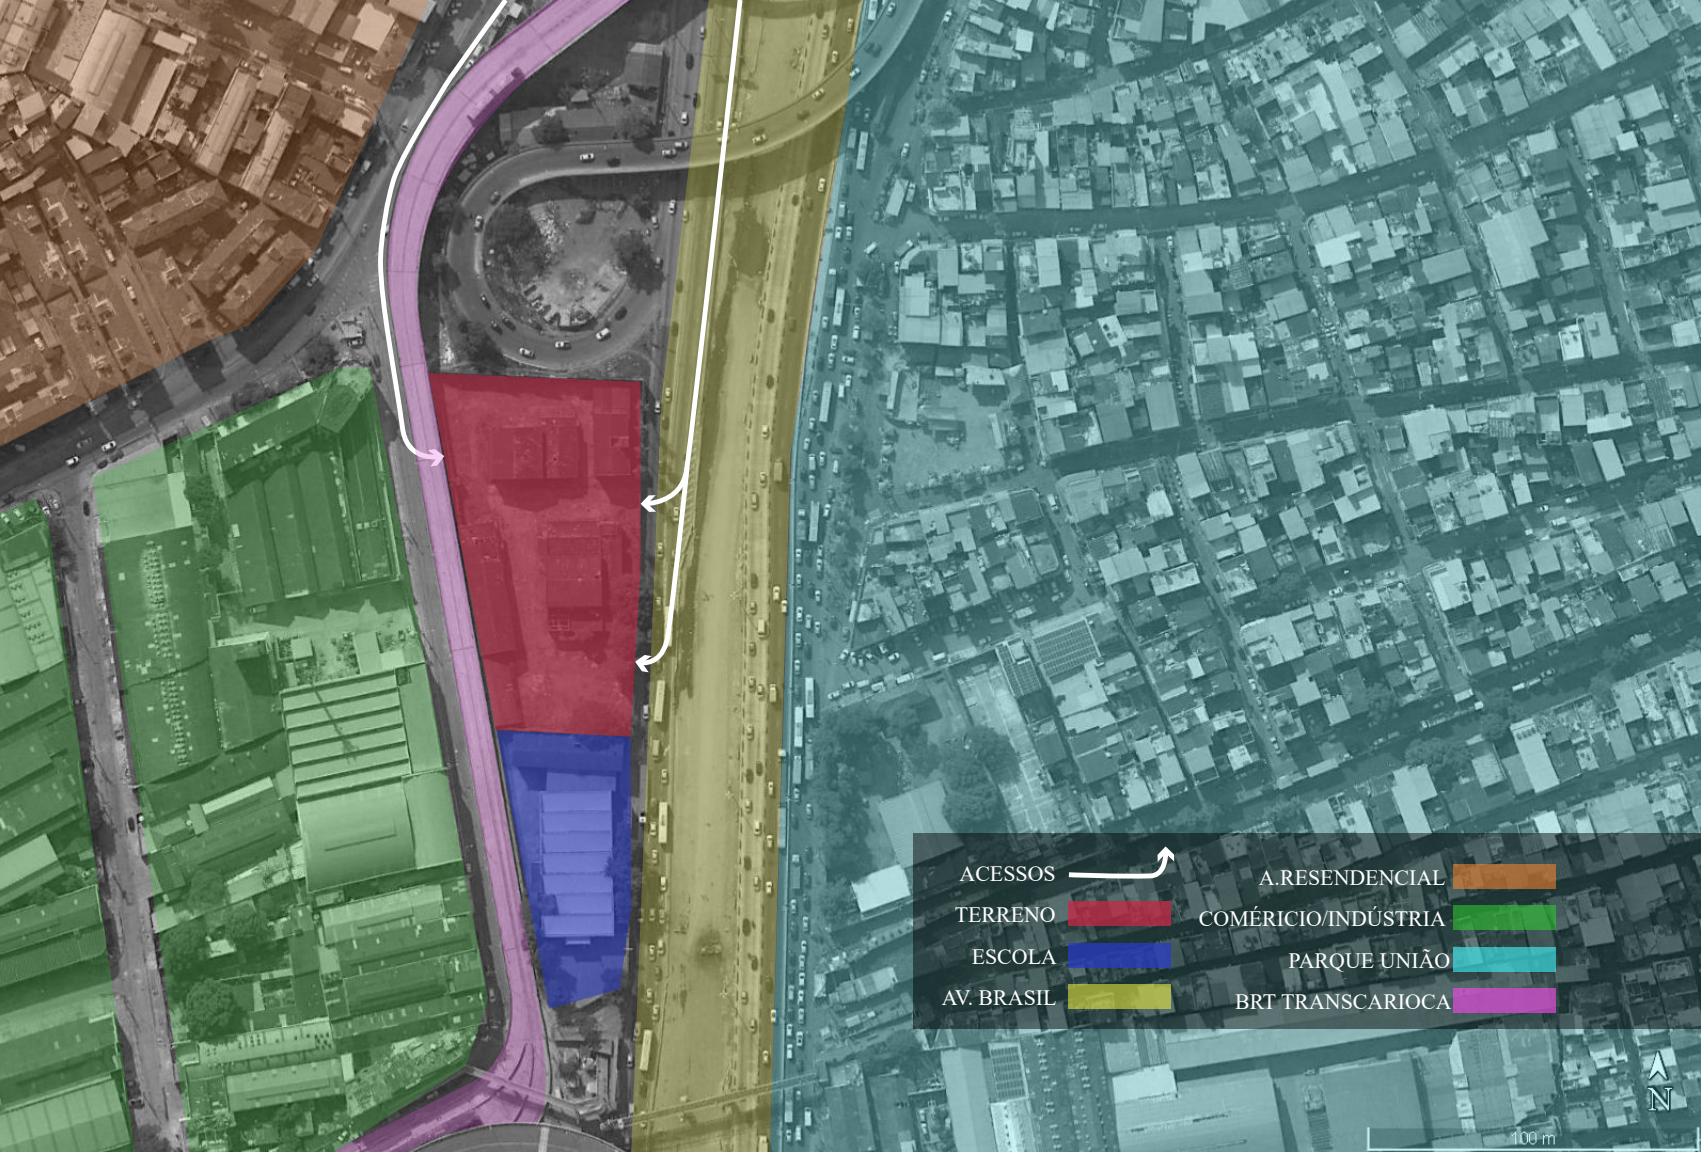 ACESSOS
TERRENO
ESCOLA
AV. BRASIL
A.RESENDENCIAL
COMÉRICIO/INDÚSTRIA
PARQUE UNIÃO
BRT TRANSCARIOCA
N
100 m